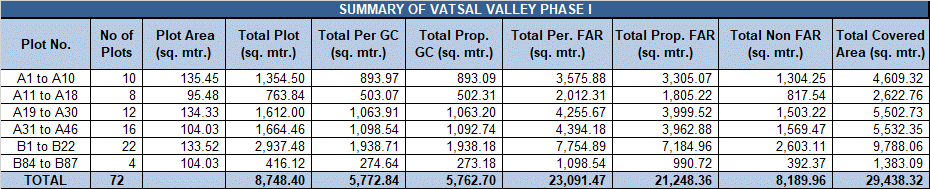 SUMMARY OF VATSAL VALLEY PHASE I
Plot No. No of Plots Plot Area (sq. mtr.) Total Plot (sq. mtr.) Total Per GC (sq. mtr.) Total Prop. GC (sq. mtr.) Total Per. FAR (sq. mtr.) Total Prop. FAR (sq. mtr.) Total Non FAR (sq. mtr.) Total Covered Area (sq. mtr.)
A1 to A10 10 135.45 1,354.50 893.97 893.09 3,575.88 3,305.07 1,304.25 4,609.32
A11 to A18 8 95.48 763.84 503.07 502.31 2,012.31 1,805.22 817.54 2,622.76
A19 to A30 12 134.33 1,612.00 1,063.91 1,063.20 4,255.67 3,999.52 1,503.22 5,502.73
A31 to A46 16 104.03 1,664.46 1,098.54 1,092.74 4,394.18 3,962.88 1,569.47 5,532.35
B1 to B22 22 133.52 2,937.48 1,938.71 1,938.18 7,754.89 7,184.96 2,603.11 9,788.06
B84 to B87 4 104.03 416.12 274.64 273.18 1,098.54 990.72 392.37 1,383.09
TOTAL 72 8,748.40 5,772.84 5,762.70 23,091.47 21,248.36 8,189.96 29,438.32